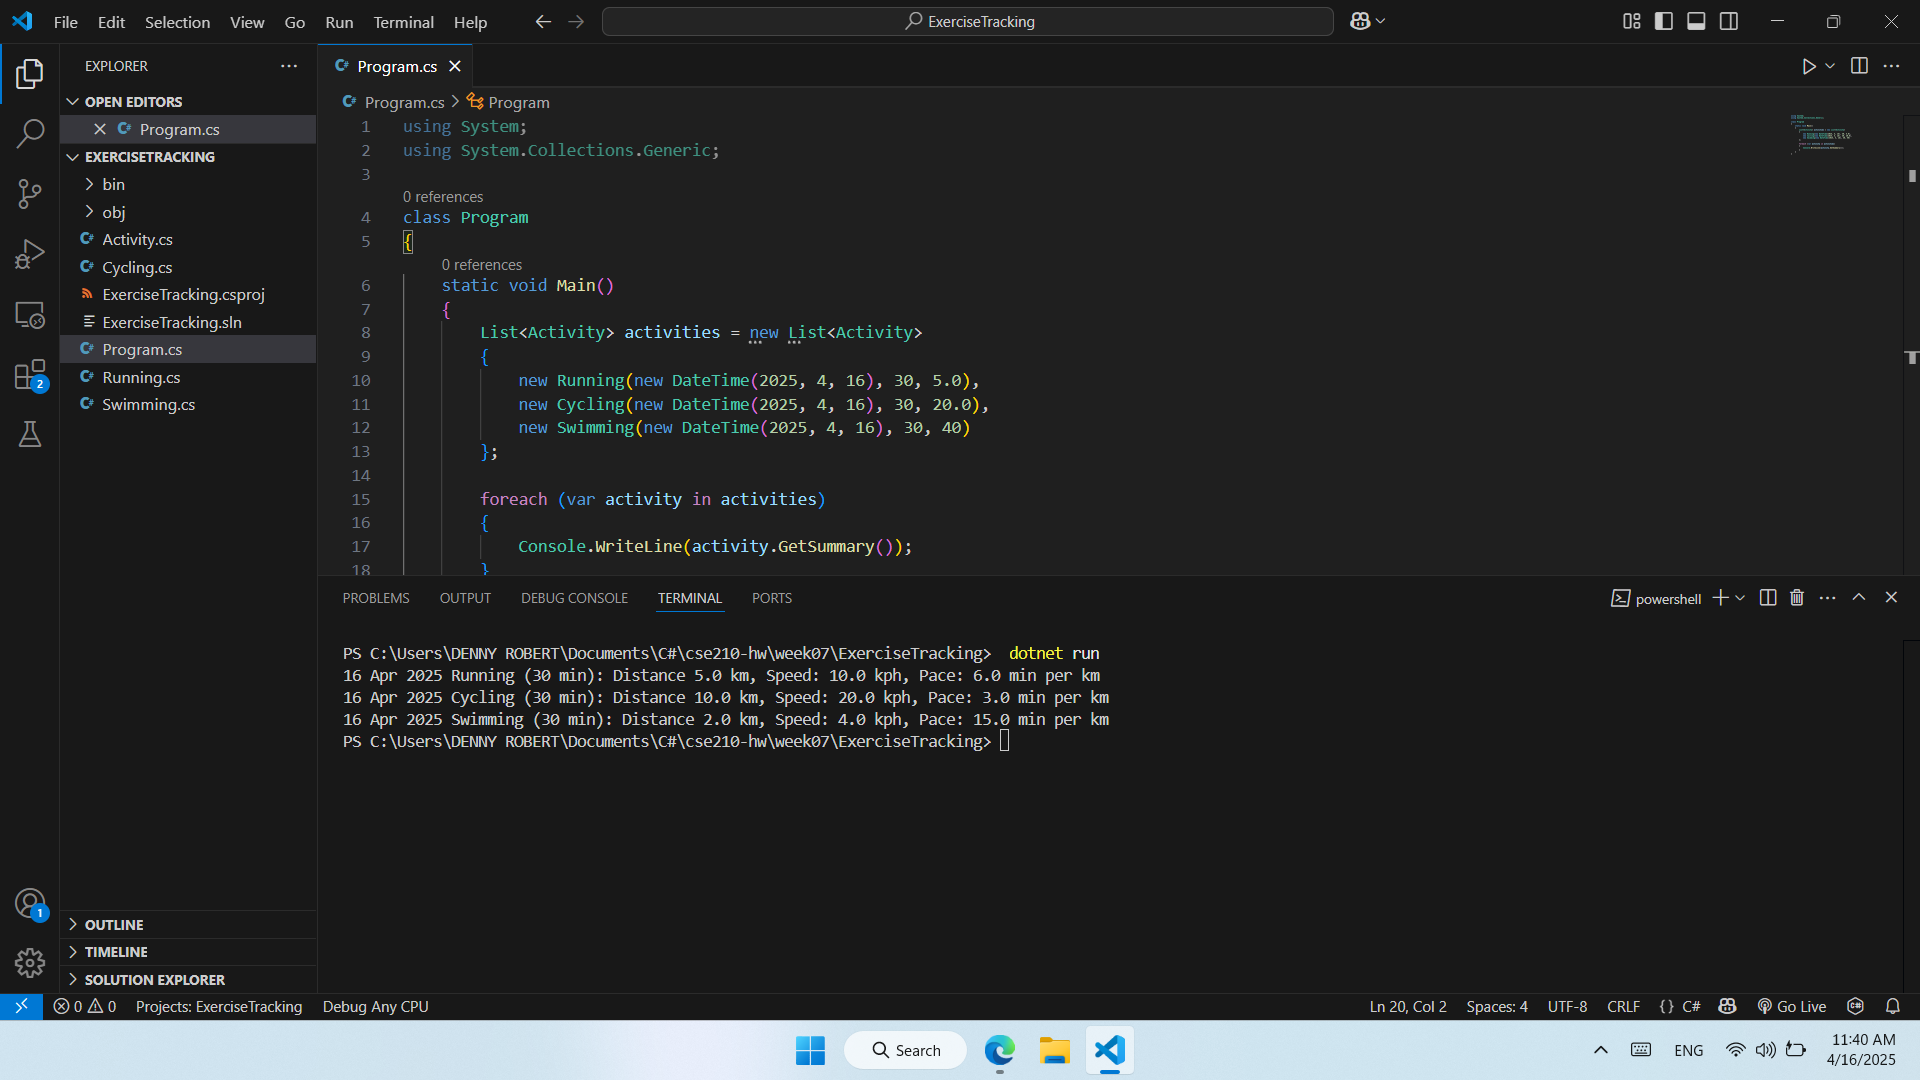 File Edit Selection View Go Run Terminal Help
ExerciseTracking
EXPLORER
OPEN EDITORS
Program.cs
EXERCISETRACKING
bin
obj
Activity.cs
Cycling.cs
ExerciseTracking.csproj
ExerciseTracking.sln
Program.cs
Running.cs
Swimming.cs
2
1
OUTLINE
TIMELINE
SOLUTION EXPLORER
Program.cs
Program.cs > Program
1 using System;
2 using System.Collections.Generic;
3
0 references
4 class Program
5 {
0 references
6 static void Main()
7 {
8 List<Activity> activities = new List<Activity>
9 {
10 new Running(new DateTime(2025, 4, 16), 30, 5.0),
11 new Cycling(new DateTime(2025, 4, 16), 30, 20.0),
12 new Swimming(new DateTime(2025, 4, 16), 30, 40)
13 };
14
15 foreach (var activity in activities)
16 {
17 Console.WriteLine(activity.GetSummary());
18 }
PROBLEMS OUTPUT DEBUG CONSOLE TERMINAL PORTS
powershell
PS C:\Users\DENNY ROBERT\Documents\C#\cse210-hw\week07\ExerciseTracking> dotnet run
16 Apr 2025 Running (30 min): Distance 5.0 km, Speed: 10.0 kph, Pace: 6.0 min per km
16 Apr 2025 Cycling (30 min): Distance 10.0 km, Speed: 20.0 kph, Pace: 3.0 min per km
16 Apr 2025 Swimming (30 min): Distance 2.0 km, Speed: 4.0 kph, Pace: 15.0 min per km
PS C:\Users\DENNY ROBERT\Documents\C#\cse210-hw\week07\ExerciseTracking>
0 0 Projects: ExerciseTracking Debug Any CPU
Ln 20, Col 2 Spaces: 4 UTF-8 CRLF {} C# Go Live
Search
ENG
11:40 AM
4/16/2025